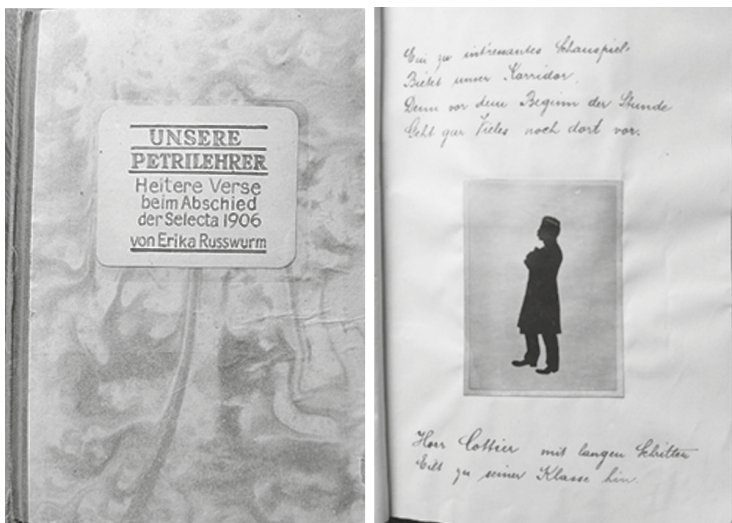 UNSERE
PETRILEHRER
Heitere Verse
beim Abschied
der Selecta 1906
von Erika Russwurm
Ein zu intressantes Schauspiel
Bietet unser Korridor.
Denn vor dem Beginn der Stunde
Geht gar Vieles noch dort vor.
Herr Cottier mit langen Schritten
Eilt zu seiner Klasse hin